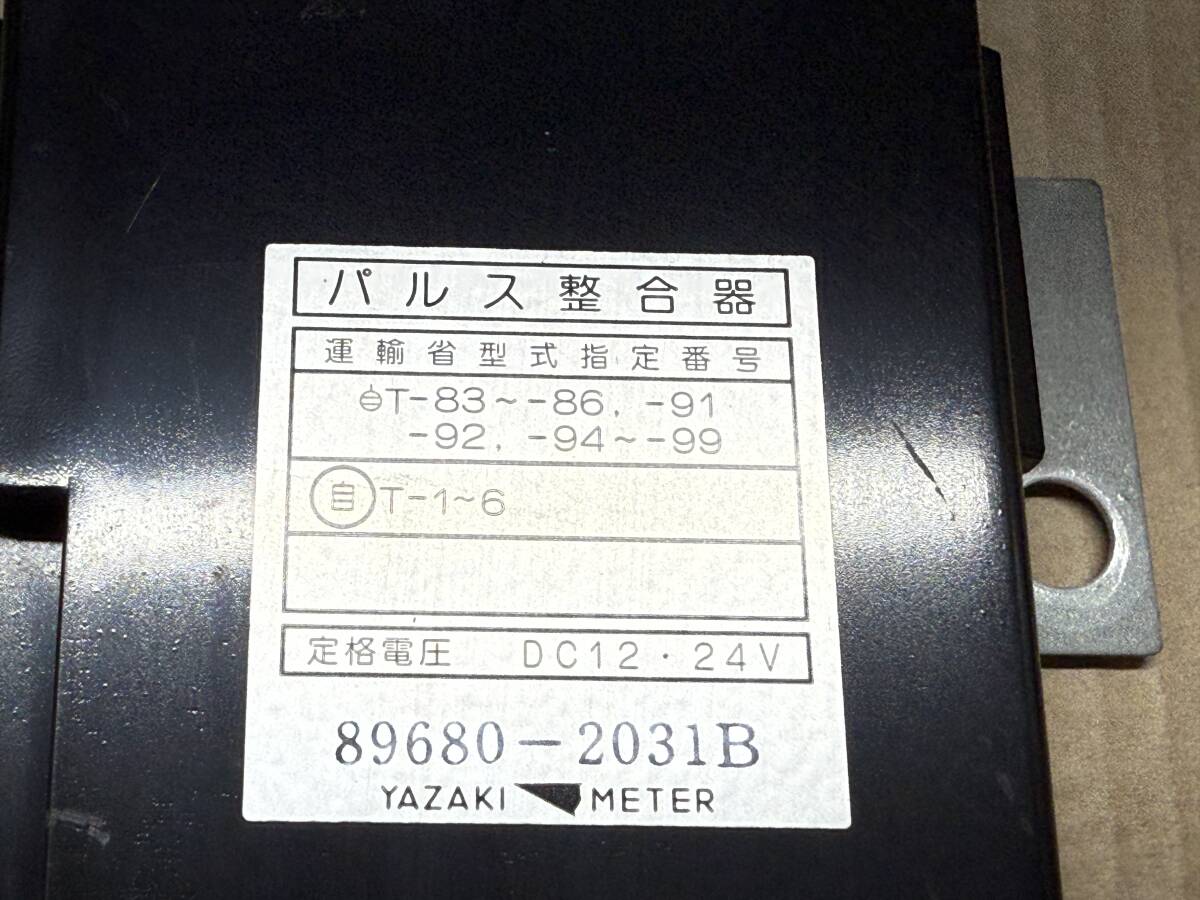 パルス整合器
運輸省型式指定番号
㊂T-83~-86, -91
-92, -94~-99
自T-1~6
定格電圧 DC12・24V
89680-2031B
YAZAKI METER